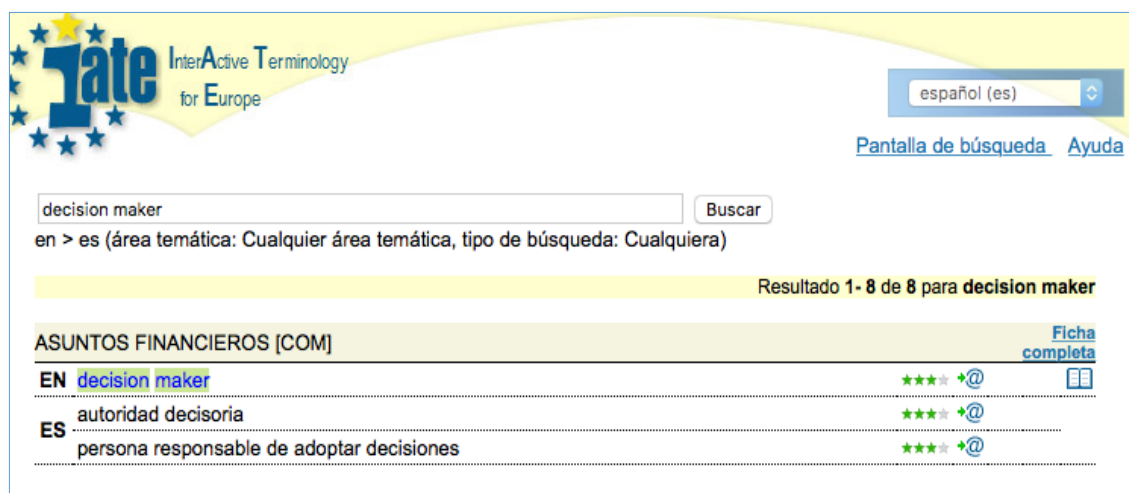 iate InterActive Terminology
for Europe
español (es)
Pantalla de búsqueda Ayuda
decision maker Buscar
en > es (área temática: Cualquier área temática, tipo de búsqueda: Cualquiera)
Resultado 1- 8 de 8 para decision maker
ASUNTOS FINANCIEROS [COM] Ficha completa
EN decision maker
ES autoridad decisoria
persona responsable de adoptar decisiones